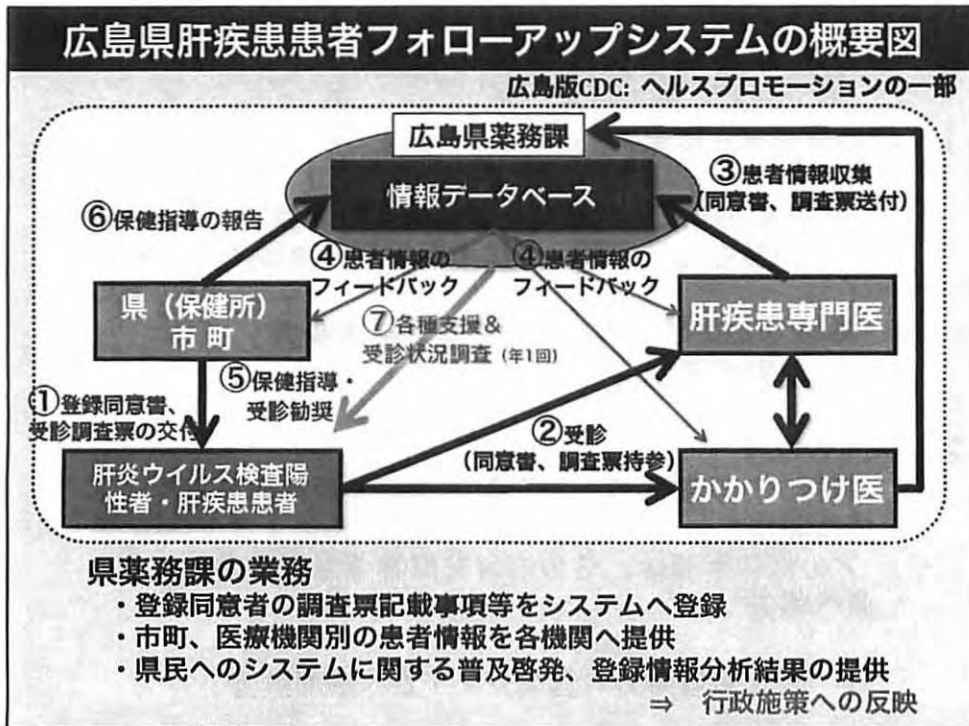 広島県肝疾患患者フォローアップシステムの概要図
広島版CDC: ヘルスプロモーションの一部
広島県薬務課
情報データベース
③患者情報収集
(同意書、調査票送付)
⑥保健指導の報告
④患者情報の
フィードバック
④患者情報の
フィードバック
県(保健所)
市町
肝疾患専門医
⑦各種支援&
受診状況調査(年1回)
⑤保健指導・
受診勧奨
①登録同意書、
受診調査票の交付
②受診
(同意書、調査票持参)
肝炎ウイルス検査陽
性者・肝疾患患者
かかりつけ医
県薬務課の業務
・登録同意者の調査票記載事項等をシステムへ登録
・市町、医療機関別の患者情報を各機関へ提供
・県民へのシステムに関する普及啓発、登録情報分析結果の提供
⇒ 行政施策への反映